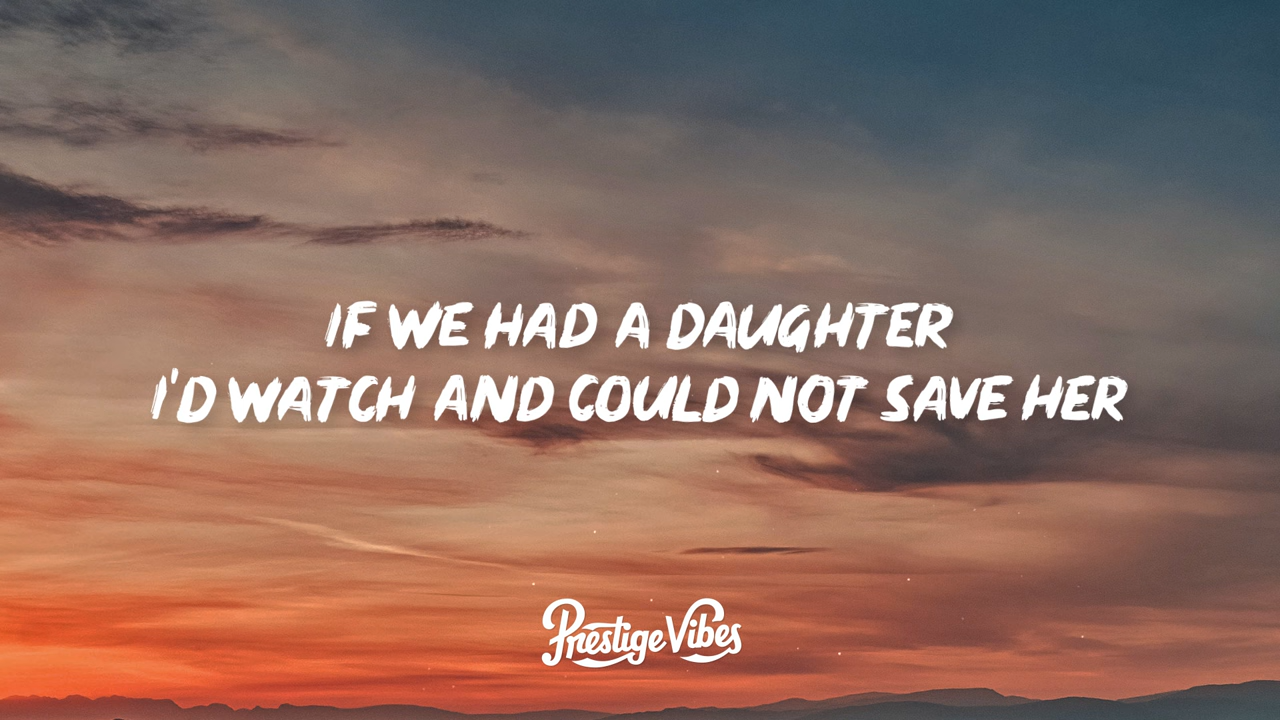 IF WE HAD A DAUGHTER
I'D WATCH AND COULD NOT SAVE HER
Prestige Vibes